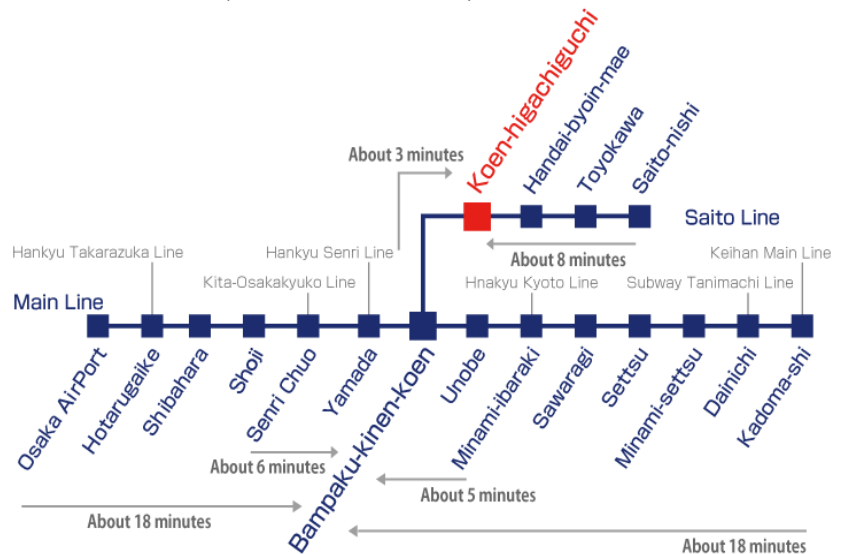 Koen-higachiguchi
Handai-byoin-mae
Toyokawa
Saito-nishi
About 3 minutes
Saito Line
About 8 minutes
Hankyu Takarazuka Line
Hankyu Senri Line
Keihan Main Line
Kita-Osakakyuko Line
Hnakyu Kyoto Line
Subway Tanimachi Line
Main Line
Osaka AirPort
Hotarugaike
Shibahara
Shoji
Senri Chuo
Yamada
Bampaku-kinen-koen
Unobe
Minami-ibaraki
Sawaragi
Settsu
Minami-settsu
Dainichi
Kadoma-shi
About 6 minutes
About 5 minutes
About 18 minutes
About 18 minutes